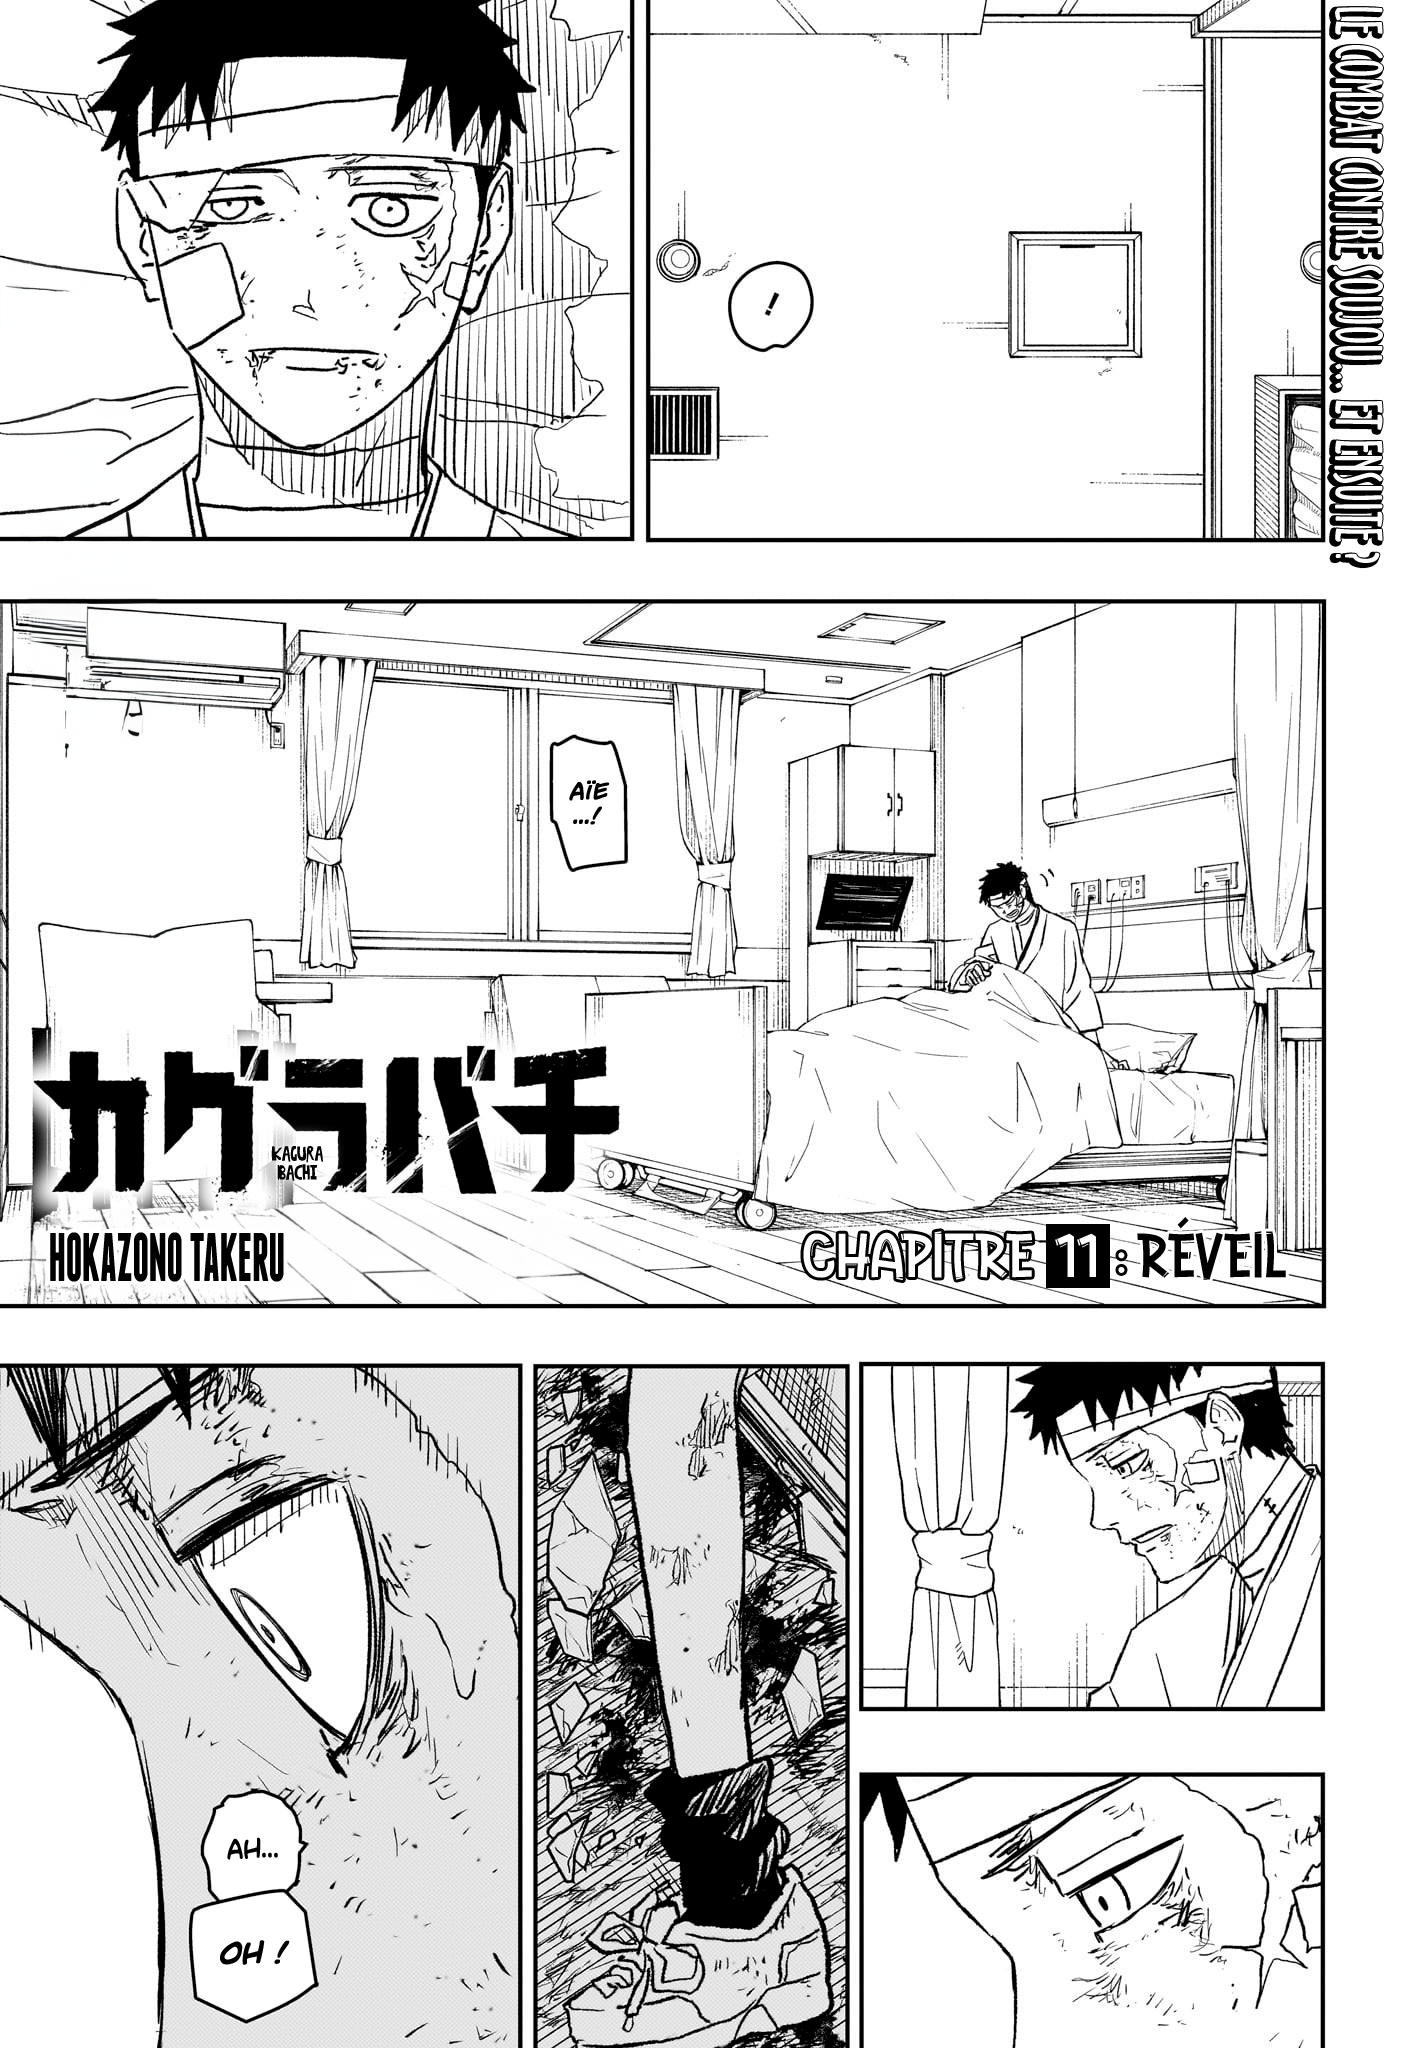 LE COMBAT CONTRE SOUJOU... ET ENSUITE ?
!
AÏE
...!
カグラバチ
KAGURA
BACHI
HOKAZONO TAKERU
CHAPITRE 11 : RÉVEIL
AH...
OH !